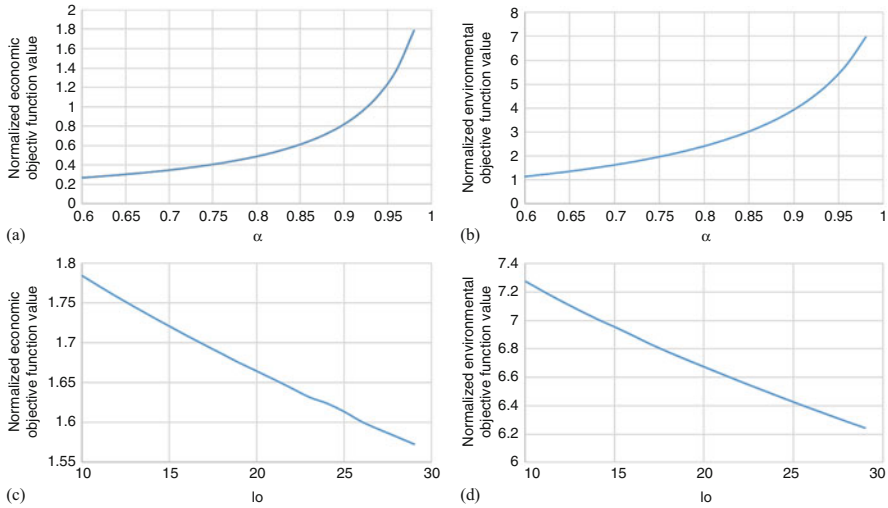 Normalized economic
objectiv function value
2
1.8
1.6
1.4
1.2
1
0.8
0.6
0.4
0.2
0
0.6 0.65 0.7 0.75 0.8 0.85 0.9 0.95 1
(a)
α
Normalized environmental
objective function value
8
7
6
5
4
3
2
1
0
0.6 0.65 0.7 0.75 0.8 0.85 0.9 0.95 1
(b)
α
Normalized economic
objective function value
1.8
1.75
1.7
1.65
1.6
1.55
10 15 20 25 30
(c)
lo
Normalized environmental
objective function value
7.4
7.2
7
6.8
6.6
6.4
6.2
6
10 15 20 25 30
(d)
lo